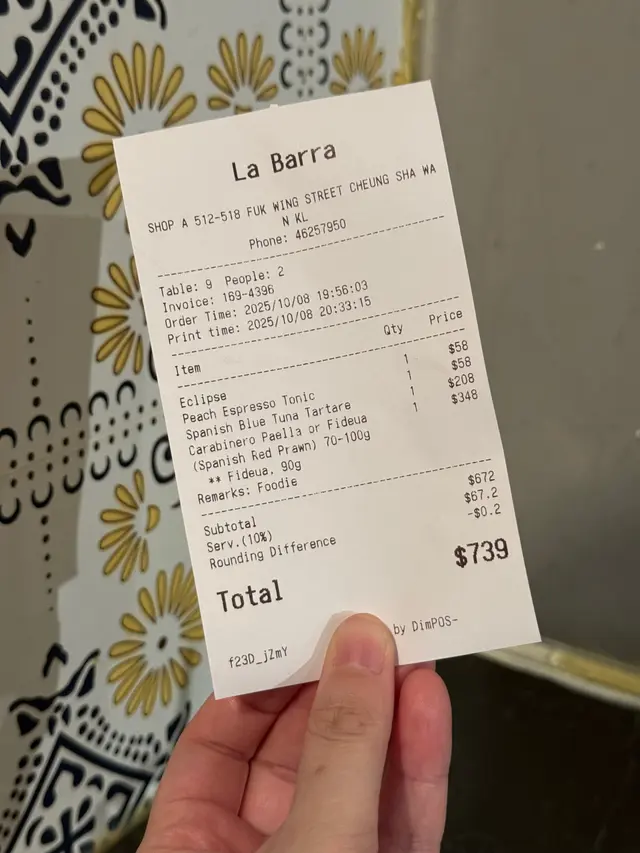 La Barra
SHOP A 512-518 FUK WING STREET CHEUNG SHA WA
N KL
Phone: 46257950
Table: 9 People: 2
Invoice: 169-4396
Order Time: 2025/10/08 19:56:03
Print time: 2025/10/08 20:33:15
Item Qty Price
Eclipse 1 $58
Peach Espresso Tonic 1 $58
Spanish Blue Tuna Tartare 1 $208
Carabinero Paella or Fideua 1 $348
(Spanish Red Prawn) 70-100g
** Fideua, 90g
Remarks: Foodie
Subtotal $672
Serv.(10%) $67.2
Rounding Difference -$0.2
Total $739
f23D_jZmY by DimPOS-